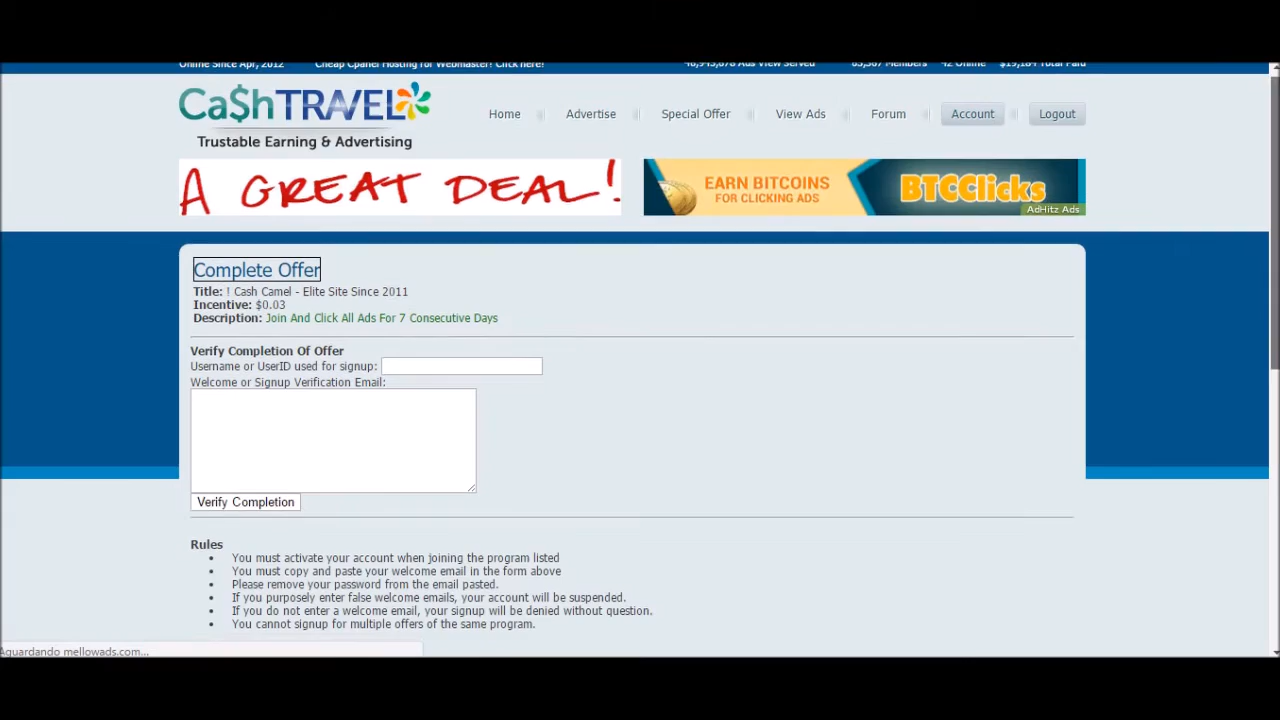 Online Since Apr, 2012 Cheap Cpanel Hosting for Webmaster! Click here! Ads View Served Members 42 Online $19,184 Total Paid
Ca$hTRAVEL
Trustable Earning & Advertising
Home Advertise Special Offer View Ads Forum Account Logout
A GREAT DEAL!
EARN BITCOINS
FOR CLICKING ADS
BTCClicks
AdHitz Ads
Complete Offer
Title: ! Cash Camel - Elite Site Since 2011
Incentive: $0.03
Description: Join And Click All Ads For 7 Consecutive Days
Verify Completion Of Offer
Username or UserID used for signup:
Welcome or Signup Verification Email:
Verify Completion
Rules
• You must activate your account when joining the program listed
• You must copy and paste your welcome email in the form above
• Please remove your password from the email pasted.
• If you purposely enter false welcome emails, your account will be suspended.
• If you do not enter a welcome email, your signup will be denied without question.
• You cannot signup for multiple offers of the same program.
Aguardando mellowads.com...